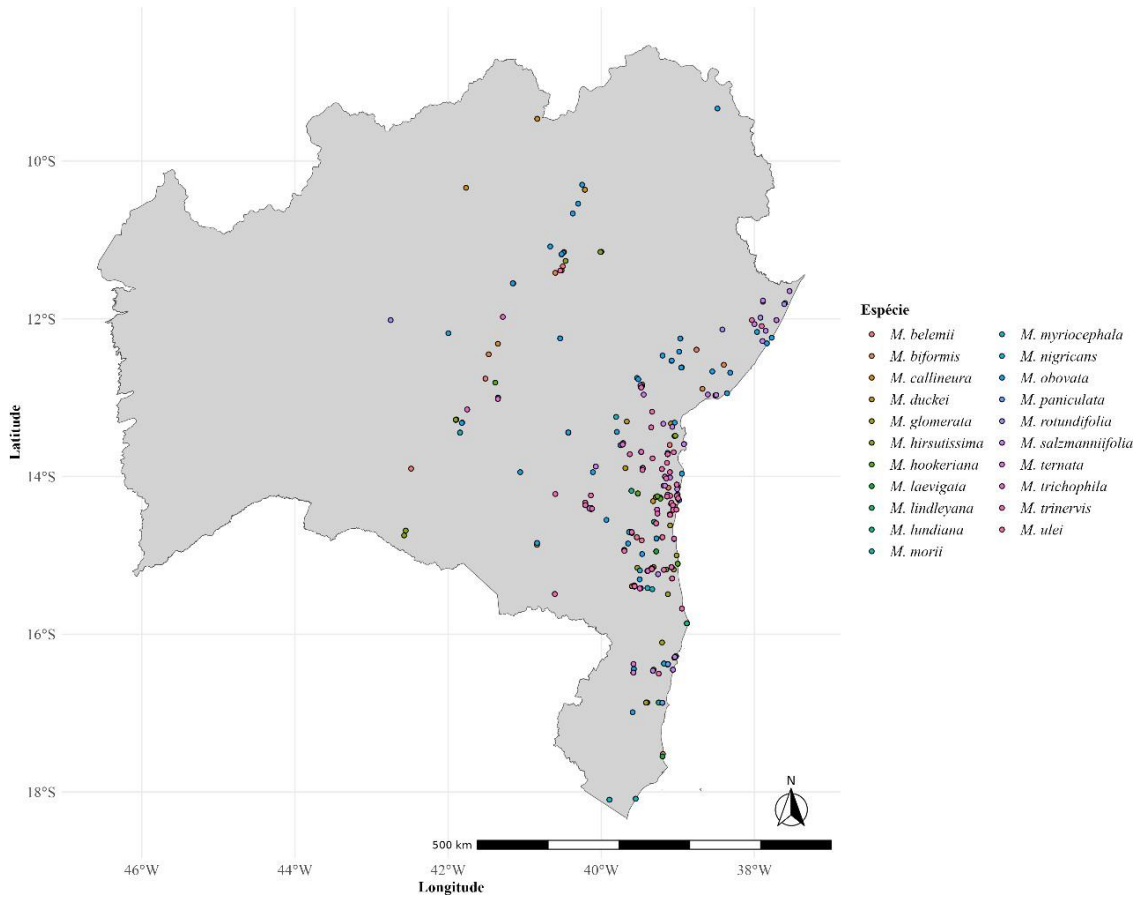 10°S
12°S
14°S
16°S
18°S
Latitude
46°W
44°W
42°W
40°W
38°W
Longitude
500 km
N
Espécie
M. belemii
M. biformis
M. callineura
M. duckei
M. glomerata
M. hirsutissima
M. hookeriana
M. laevigata
M. lindleyana
M. lundiana
M. morii
M. myriocephala
M. nigricans
M. obovata
M. paniculata
M. rotundifolia
M. salzmanniifolia
M. ternata
M. trichophila
M. trinervis
M. ulei